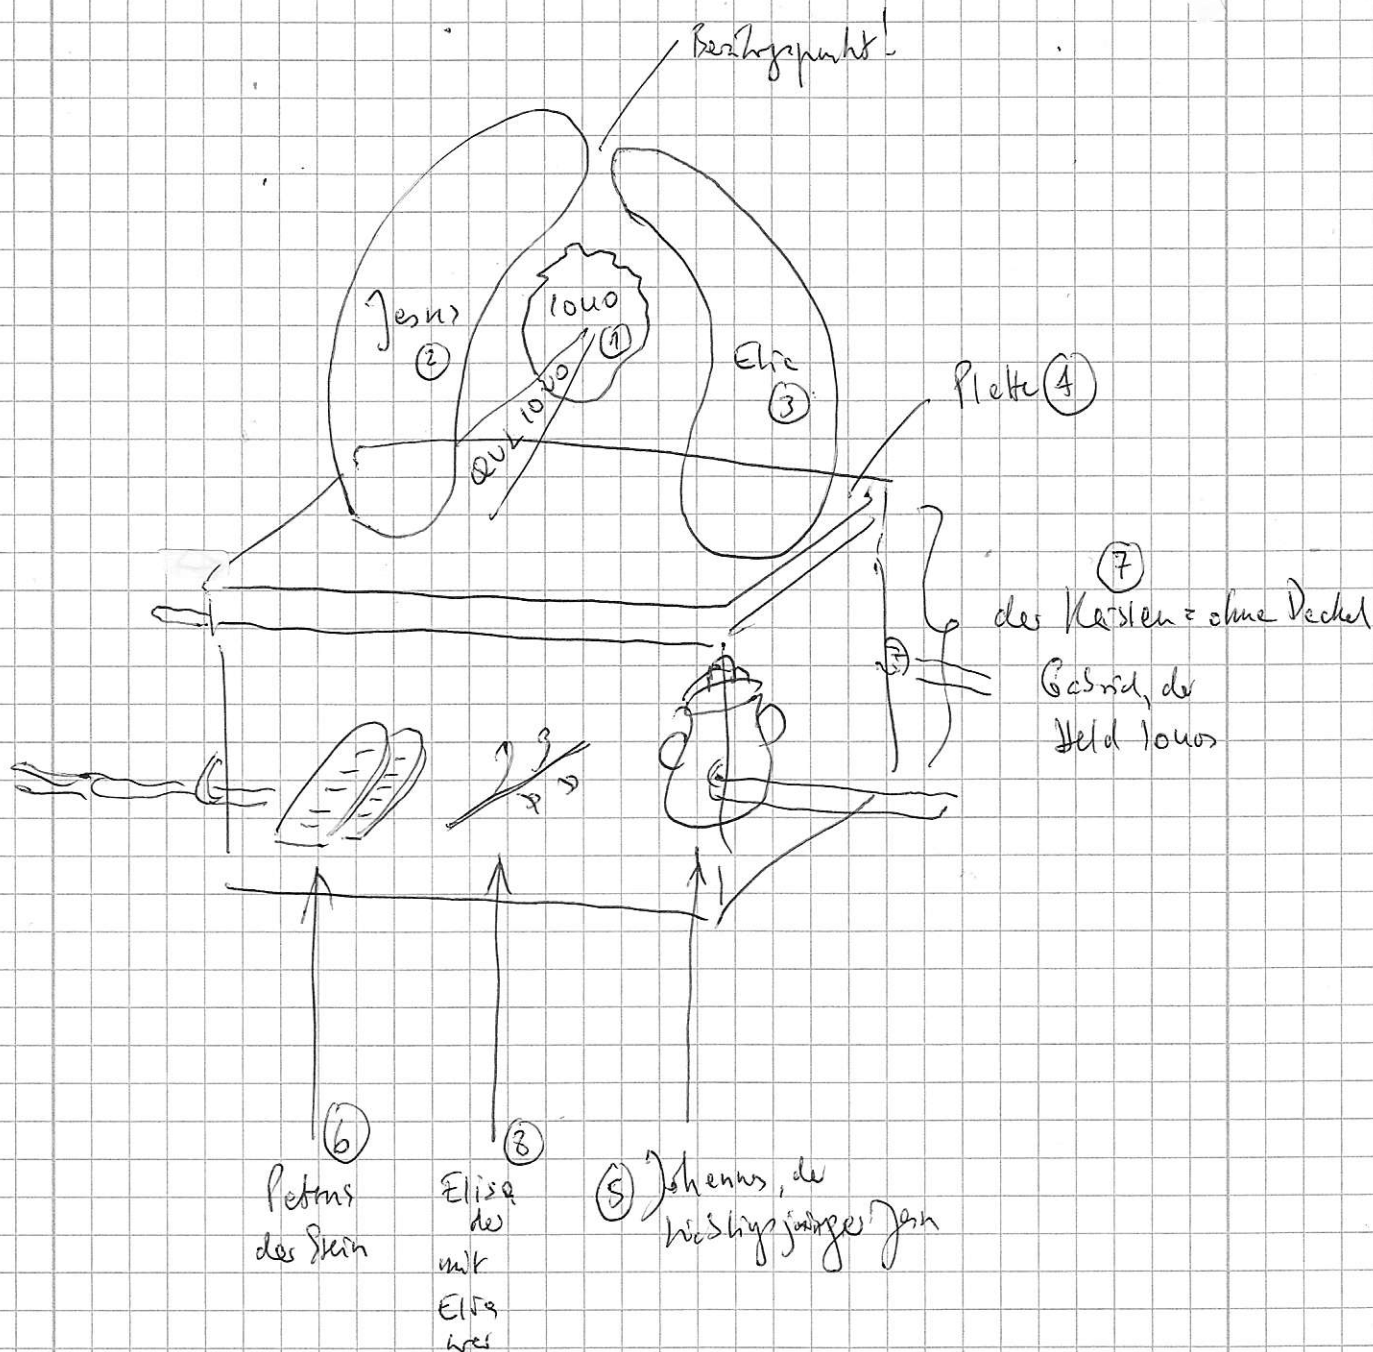 Bezugspunkt!
Jesus
②
IOUO
①
QUL IOUO
Elia
③
Platte ④
⑦
der Kasten = ohne Deckel
Gabriel, der
Held IOUOs
⑦
⑥
Petrus
der Stein
⑧
Elisa
der
mit
Elia
war
⑤ Johannes, der
Lieblingsjünger Jesu